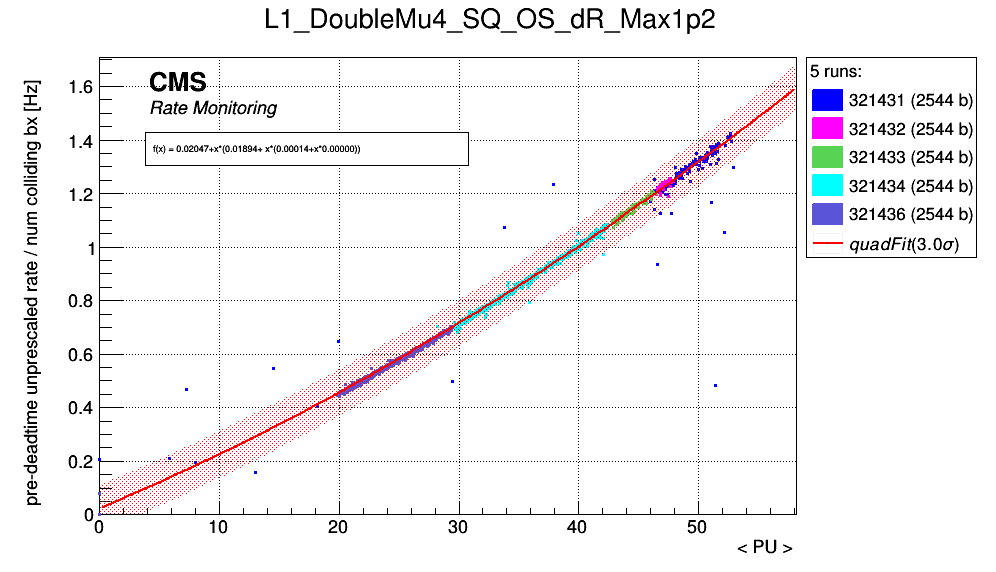 L1_DoubleMu4_SQ_OS_dR_Max1p2
pre-deadtime unprescaled rate / num colliding bx [Hz]
CMS
Rate Monitoring
f(x) = 0.02047+x*(0.01894+ x*(0.00014+x*0.00000))
1.6
1.4
1.2
1
0.8
0.6
0.4
0.2
0
0 10 20 30 40 50
< PU >
5 runs:
321431 (2544 b)
321432 (2544 b)
321433 (2544 b)
321434 (2544 b)
321436 (2544 b)
quadFit(3.0σ)